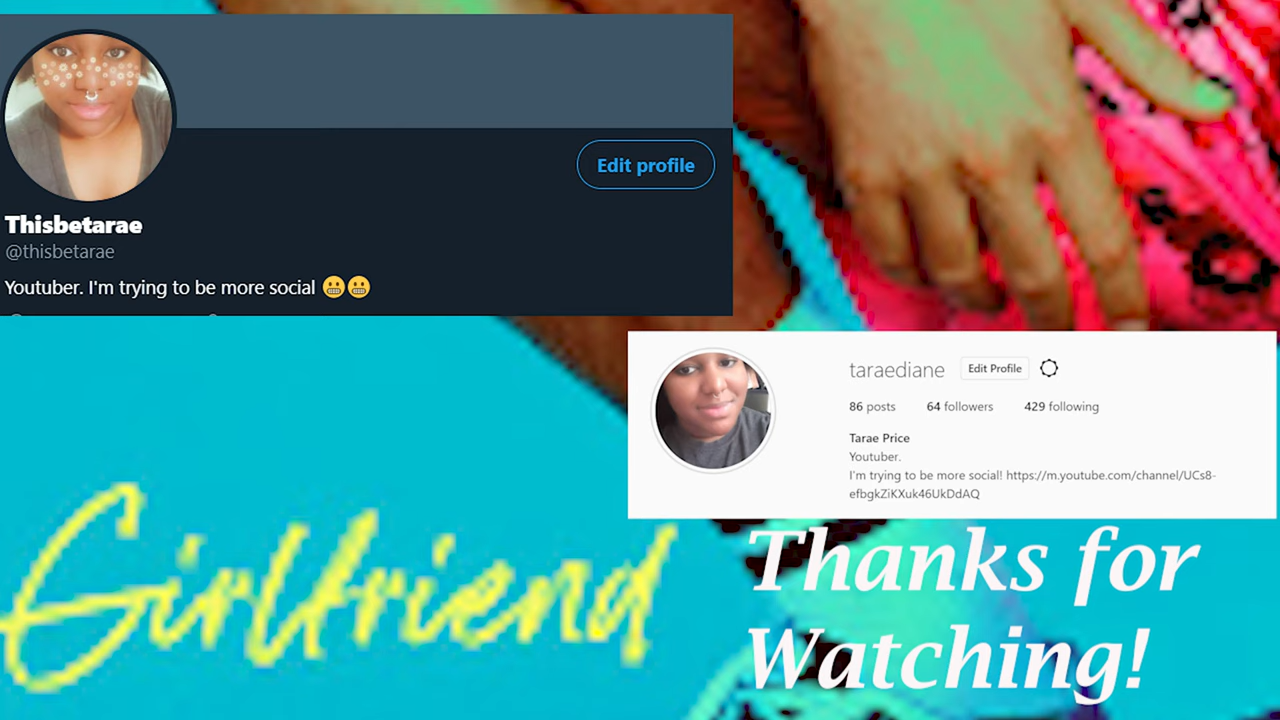 Edit profile
Thisbetarae
@thisbetarae
Youtuber. I'm trying to be more social 😬😬
taraediane Edit Profile
86 posts 64 followers 429 following
Tarae Price
Youtuber.
I'm trying to be more social! https://m.youtube.com/channel/UCs8-
efbgkZiKXuk46UkDdAQ
Girlfriend
Thanks for
Watching!